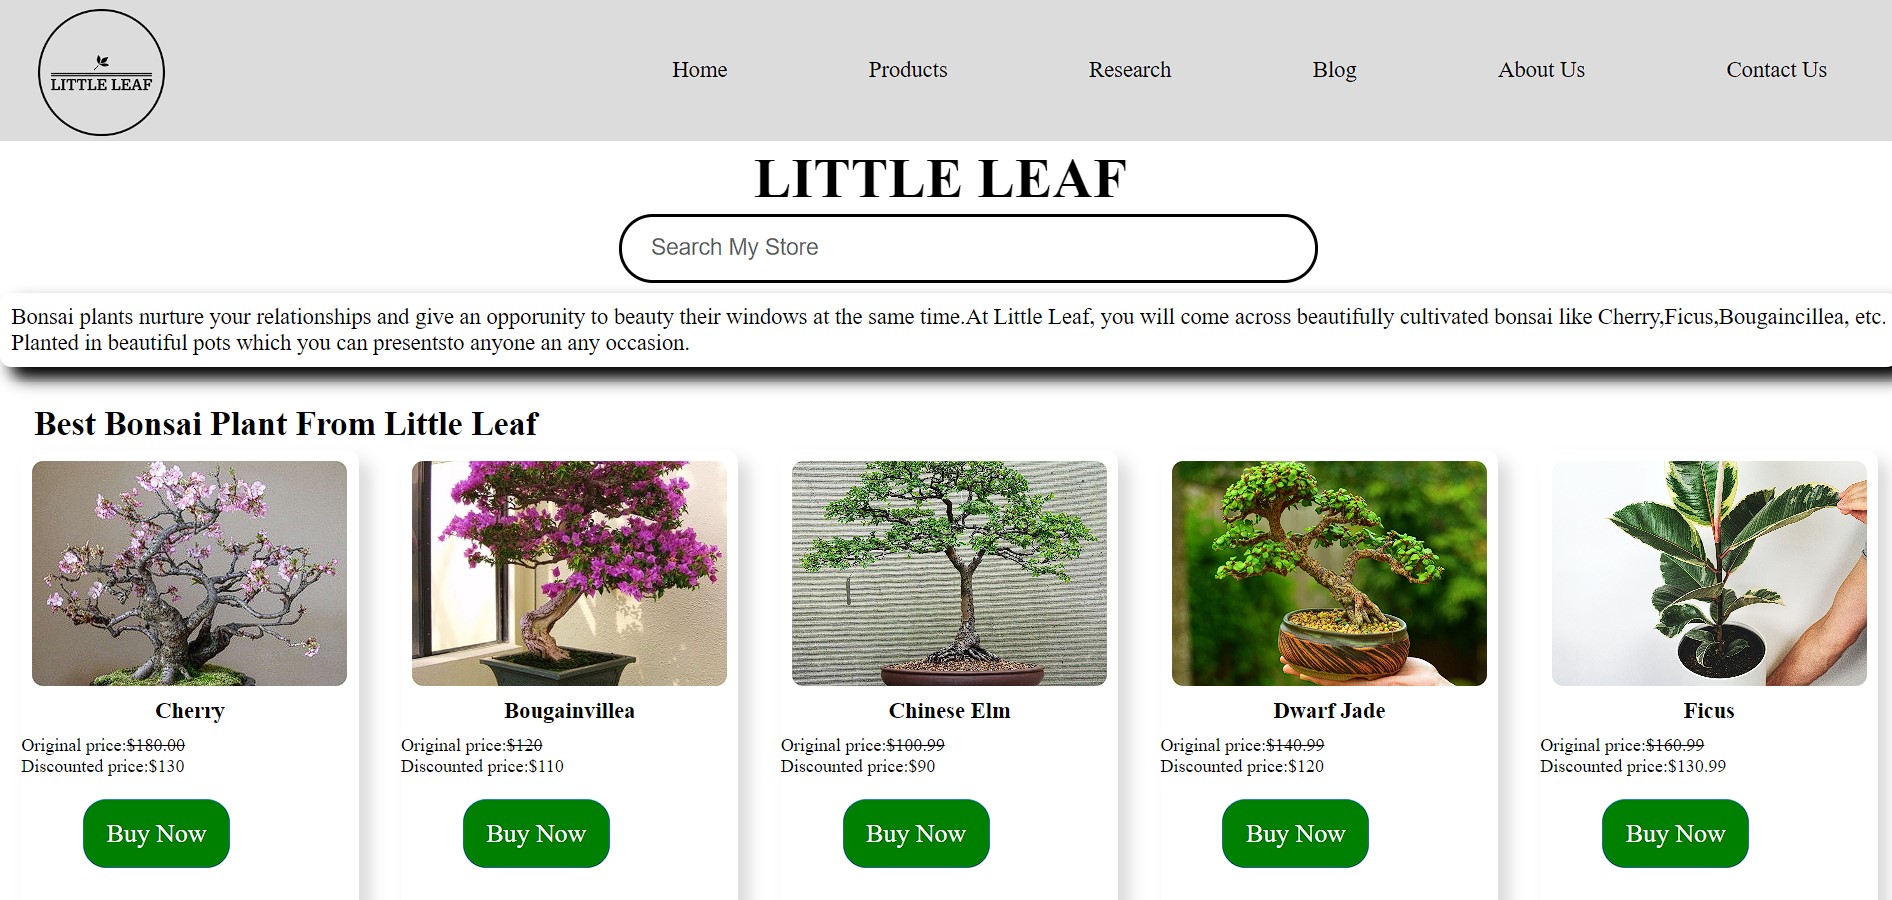 LITTLE LEAF
Home Products Research Blog About Us Contact Us
LITTLE LEAF
Search My Store
Bonsai plants nurture your relationships and give an opporunity to beauty their windows at the same time.At Little Leaf, you will come across beautifully cultivated bonsai like Cherry,Ficus,Bougaincillea, etc.
Planted in beautiful pots which you can presentsto anyone an any occasion.
Best Bonsai Plant From Little Leaf
Cherry
Original price:$180.00
Discounted price:$130
Buy Now
Bougainvillea
Original price:$120
Discounted price:$110
Buy Now
Chinese Elm
Original price:$100.99
Discounted price:$90
Buy Now
Dwarf Jade
Original price:$140.99
Discounted price:$120
Buy Now
Ficus
Original price:$160.99
Discounted price:$130.99
Buy Now